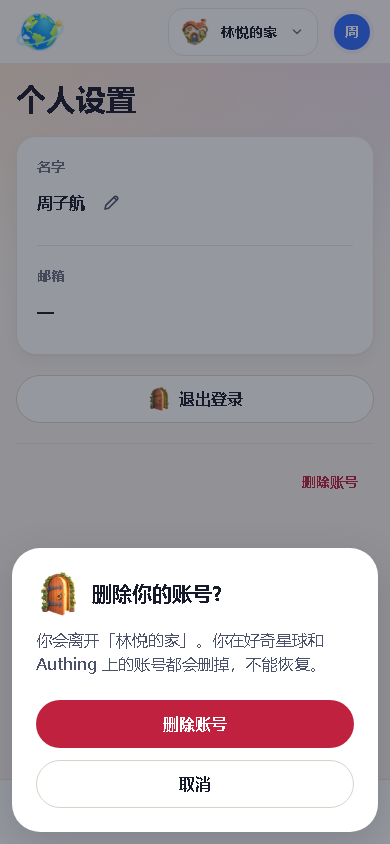 林悦的家
周
个人设置
名字
周子航
邮箱
—
退出登录
删除账号
删除你的账号?
你会离开「林悦的家」。你在好奇星球和
Authing 上的账号都会删掉，不能恢复。
删除账号
取消